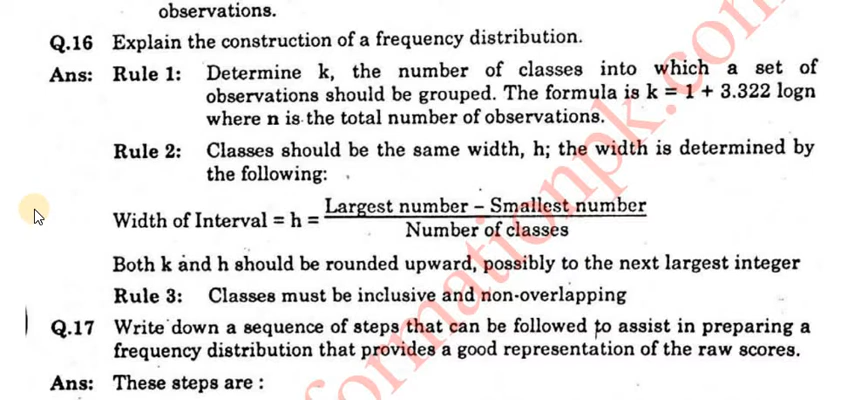 observations.
Q.16 Explain the construction of a frequency distribution.
Ans: Rule 1: Determine k, the number of classes into which a set of
observations should be grouped. The formula is k = 1 + 3.322 logn
where n is the total number of observations.
Rule 2: Classes should be the same width, h; the width is determined by
the following:
Width of Interval = h = Largest number – Smallest number
Number of classes
Both k and h should be rounded upward, possibly to the next largest integer
Rule 3: Classes must be inclusive and non-overlapping
Q.17 Write down a sequence of steps that can be followed to assist in preparing a
frequency distribution that provides a good representation of the raw scores.
Ans: These steps are :
formationpk.com